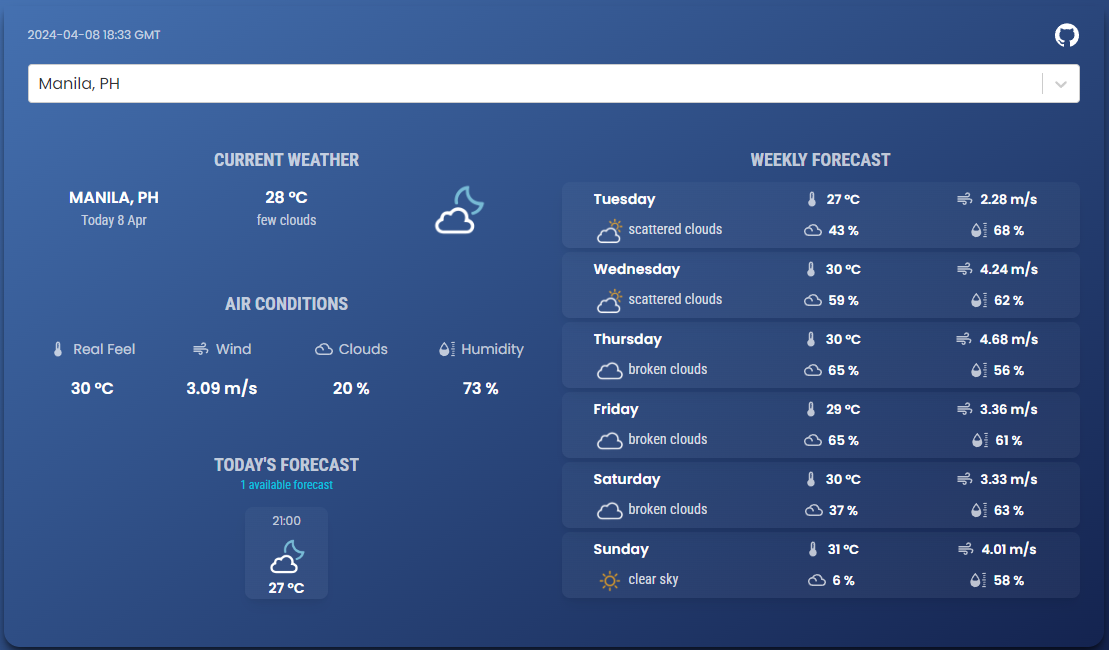 2024-04-08 18:33 GMT
Manila, PH
CURRENT WEATHER
MANILA, PH
Today 8 Apr
28 °C
few clouds
AIR CONDITIONS
Real Feel
30 °C
Wind
3.09 m/s
Clouds
20 %
Humidity
73 %
TODAY'S FORECAST
1 available forecast
21:00
27 °C
WEEKLY FORECAST
Tuesday 27 °C 2.28 m/s
scattered clouds 43 % 68 %
Wednesday 30 °C 4.24 m/s
scattered clouds 59 % 62 %
Thursday 30 °C 4.68 m/s
broken clouds 65 % 56 %
Friday 29 °C 3.36 m/s
broken clouds 65 % 61 %
Saturday 30 °C 3.33 m/s
broken clouds 37 % 63 %
Sunday 31 °C 4.01 m/s
clear sky 6 % 58 %